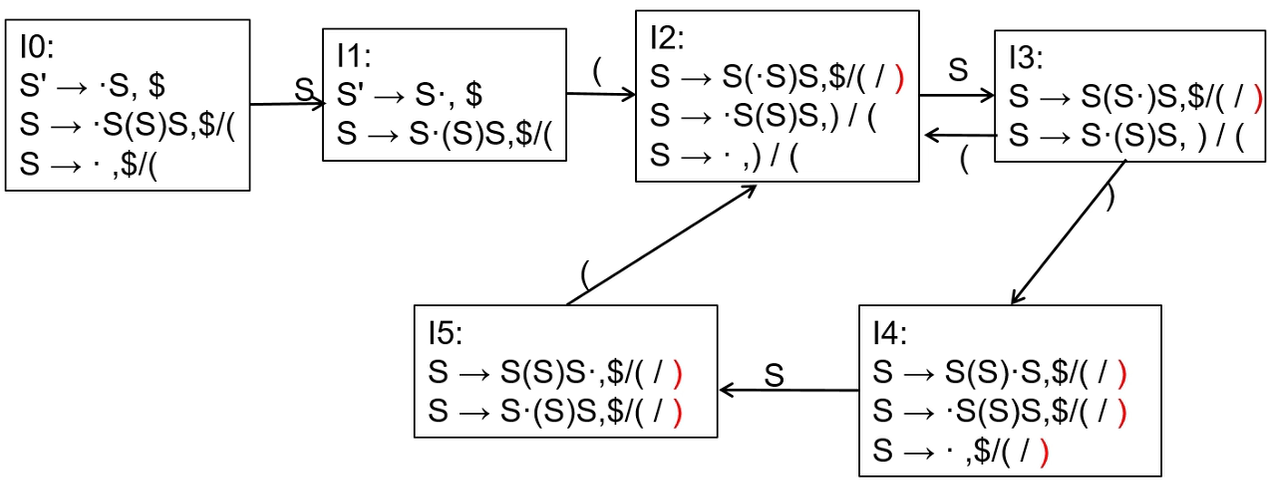 I0:
S' → ·S, $
S → ·S(S)S,$/(
S → · ,$/(
S
I1:
S' → S·, $
S → S·(S)S,$/(
(
I2:
S → S(·S)S,$/( / )
S → ·S(S)S,) / (
S → · ,) / (
S
(
I3:
S → S(S·)S,$/( / )
S → S·(S)S, ) / (
)
(
I5:
S → S(S)S·,$/( / )
S → S·(S)S,$/( / )
S
I4:
S → S(S)·S,$/( / )
S → ·S(S)S,$/( / )
S → · ,$/( / )